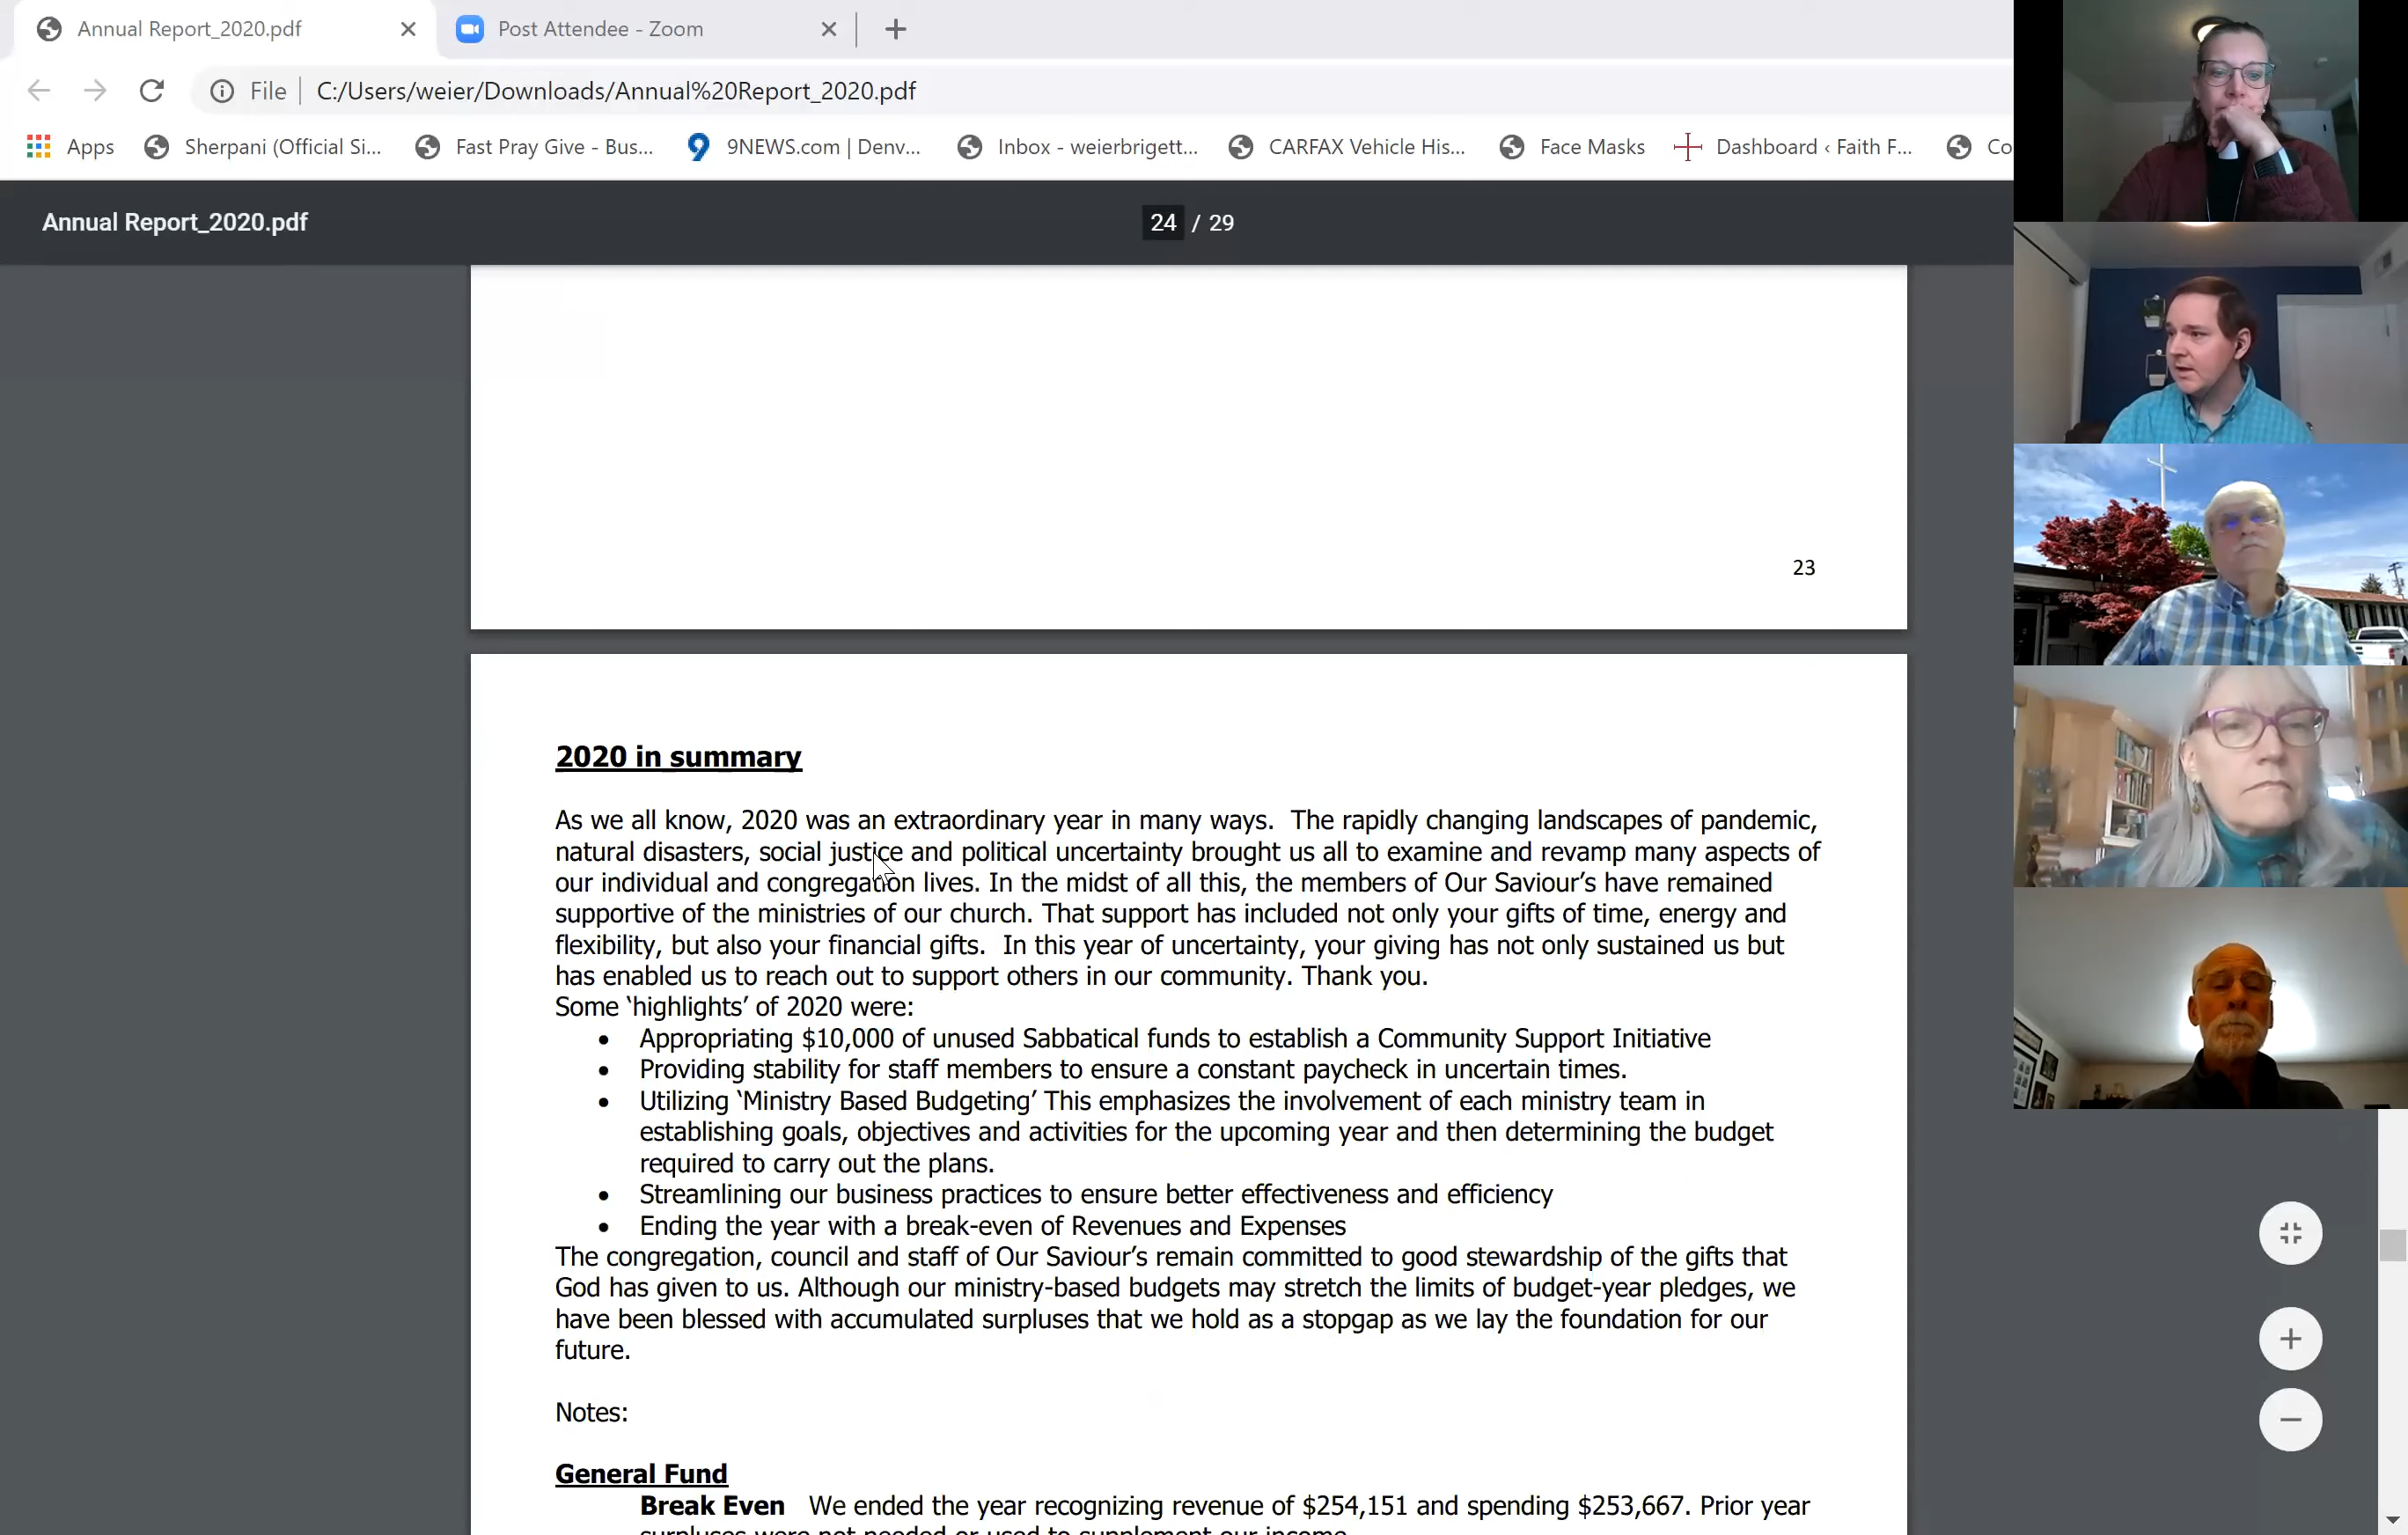 Annual Report_2020.pdf
Post Attendee - Zoom
File
C:/Users/weier/Downloads/Annual%20Report_2020.pdf
Apps
Sherpani (Official Si...
Fast Pray Give - Bus...
9NEWS.com | Denv...
Inbox - weierbrigett...
CARFAX Vehicle His...
Face Masks
Dashboard ‹ Faith F...
Co
Annual Report_2020.pdf
24 / 29
23
2020 in summary
As we all know, 2020 was an extraordinary year in many ways.  The rapidly changing landscapes of pandemic,
natural disasters, social justice and political uncertainty brought us all to examine and revamp many aspects of
our individual and congregation lives. In the midst of all this, the members of Our Saviour’s have remained
supportive of the ministries of our church. That support has included not only your gifts of time, energy and
flexibility, but also your financial gifts.  In this year of uncertainty, your giving has not only sustained us but
has enabled us to reach out to support others in our community. Thank you.
Some ‘highlights’ of 2020 were:
• Appropriating $10,000 of unused Sabbatical funds to establish a Community Support Initiative
• Providing stability for staff members to ensure a constant paycheck in uncertain times.
• Utilizing ‘Ministry Based Budgeting’ This emphasizes the involvement of each ministry team in
establishing goals, objectives and activities for the upcoming year and then determining the budget
required to carry out the plans.
• Streamlining our business practices to ensure better effectiveness and efficiency
• Ending the year with a break-even of Revenues and Expenses
The congregation, council and staff of Our Saviour’s remain committed to good stewardship of the gifts that
God has given to us. Although our ministry-based budgets may stretch the limits of budget-year pledges, we
have been blessed with accumulated surpluses that we hold as a stopgap as we lay the foundation for our
future.
Notes:
General Fund
Break Even   We ended the year recognizing revenue of $254,151 and spending $253,667. Prior year
surpluses were not needed or used to supplement our income